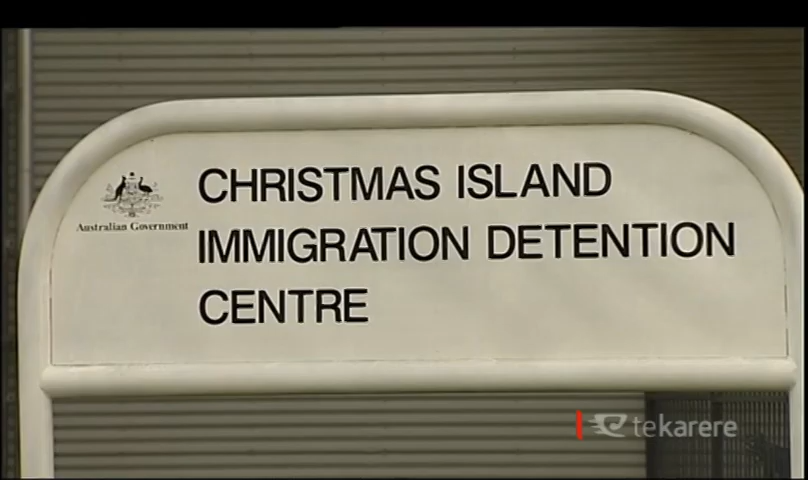 CHRISTMAS ISLAND
Australian Government
IMMIGRATION DETENTION
CENTRE
tekarere